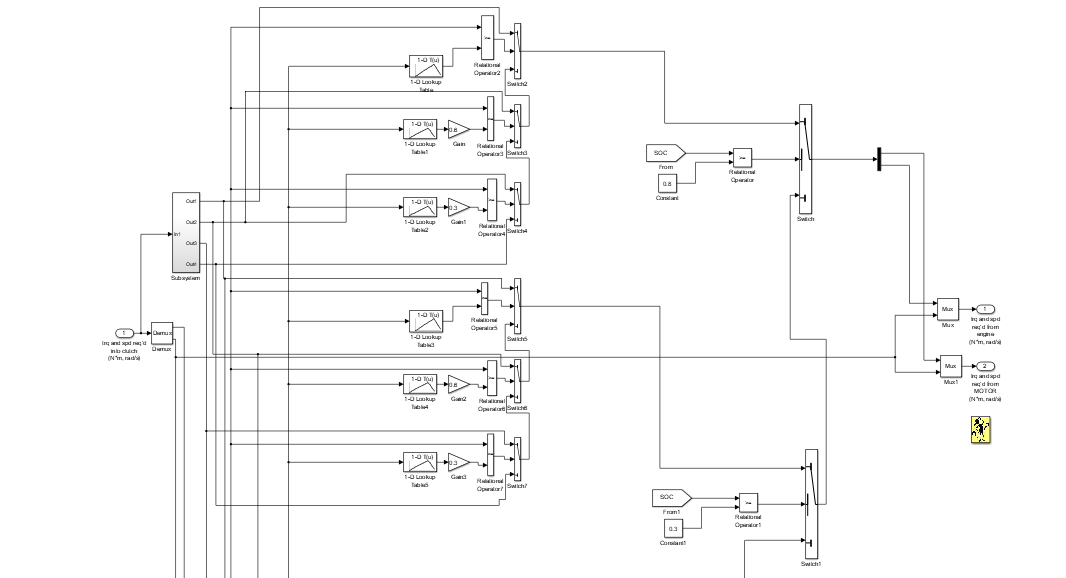 >=
Relational
Operator2
Switch2
1-D T(u)
1-D Lookup
Table
Relational
Operator3
Switch3
1-D T(u)
1-D Lookup
Table1
0.6
Gain
SOC
From
>=
Relational
Operator
0.8
Constant
Switch
Relational
Operator4
Switch4
1-D T(u)
1-D Lookup
Table2
0.3
Gain1
Out1
Out2
In1
Out3
Out4
Subsystem
Relational
Operator5
Switch5
1-D T(u)
1-D Lookup
Table3
1
trq and spd req'd
into clutch
(N*m, rad/s)
Demux
Demux
Mux
Mux
1
trq and spd
req'd from
engine
(N*m, rad/s)
Relational
Operator6
Switch6
1-D T(u)
1-D Lookup
Table4
0.6
Gain2
Mux
Mux1
2
trq and spd
req'd from
MOTOR
(N*m, rad/s)
Relational
Operator7
Switch7
1-D T(u)
1-D Lookup
Table5
0.3
Gain3
SOC
From1
>=
Relational
Operator1
0.3
Constant1
Switch1